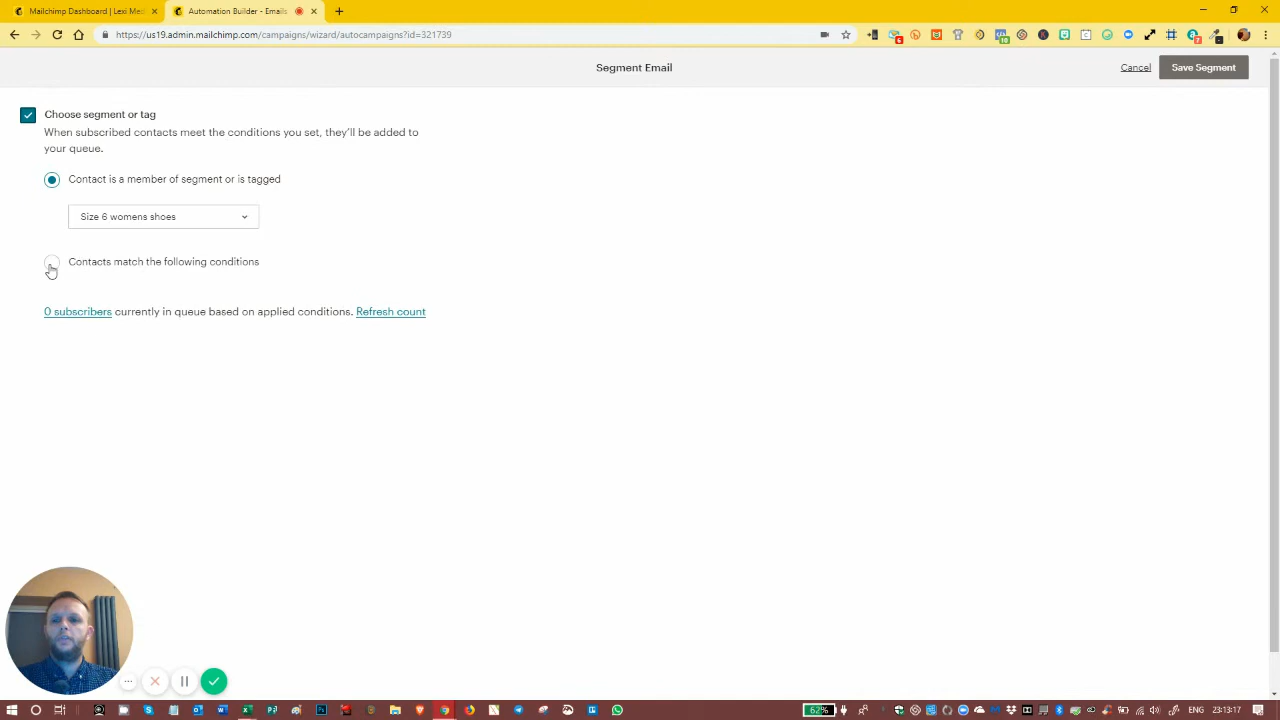 Mailchimp Dashboard | Lexi Med
Automation Builder - Emails
https://us19.admin.mailchimp.com/campaigns/wizard/autocampaigns?id=321739
Segment Email
Cancel
Save Segment
Choose segment or tag
When subscribed contacts meet the conditions you set, they'll be added to
your queue.
Contact is a member of segment or is tagged
Size 6 womens shoes
Contacts match the following conditions
0 subscribers currently in queue based on applied conditions. Refresh count
62%
ENG
23:13:17